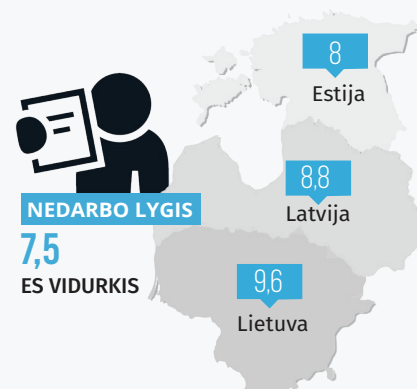 8
Estija
8,8
Latvija
NEDARBO LYGIS
7,5
ES VIDURKIS
9,6
Lietuva